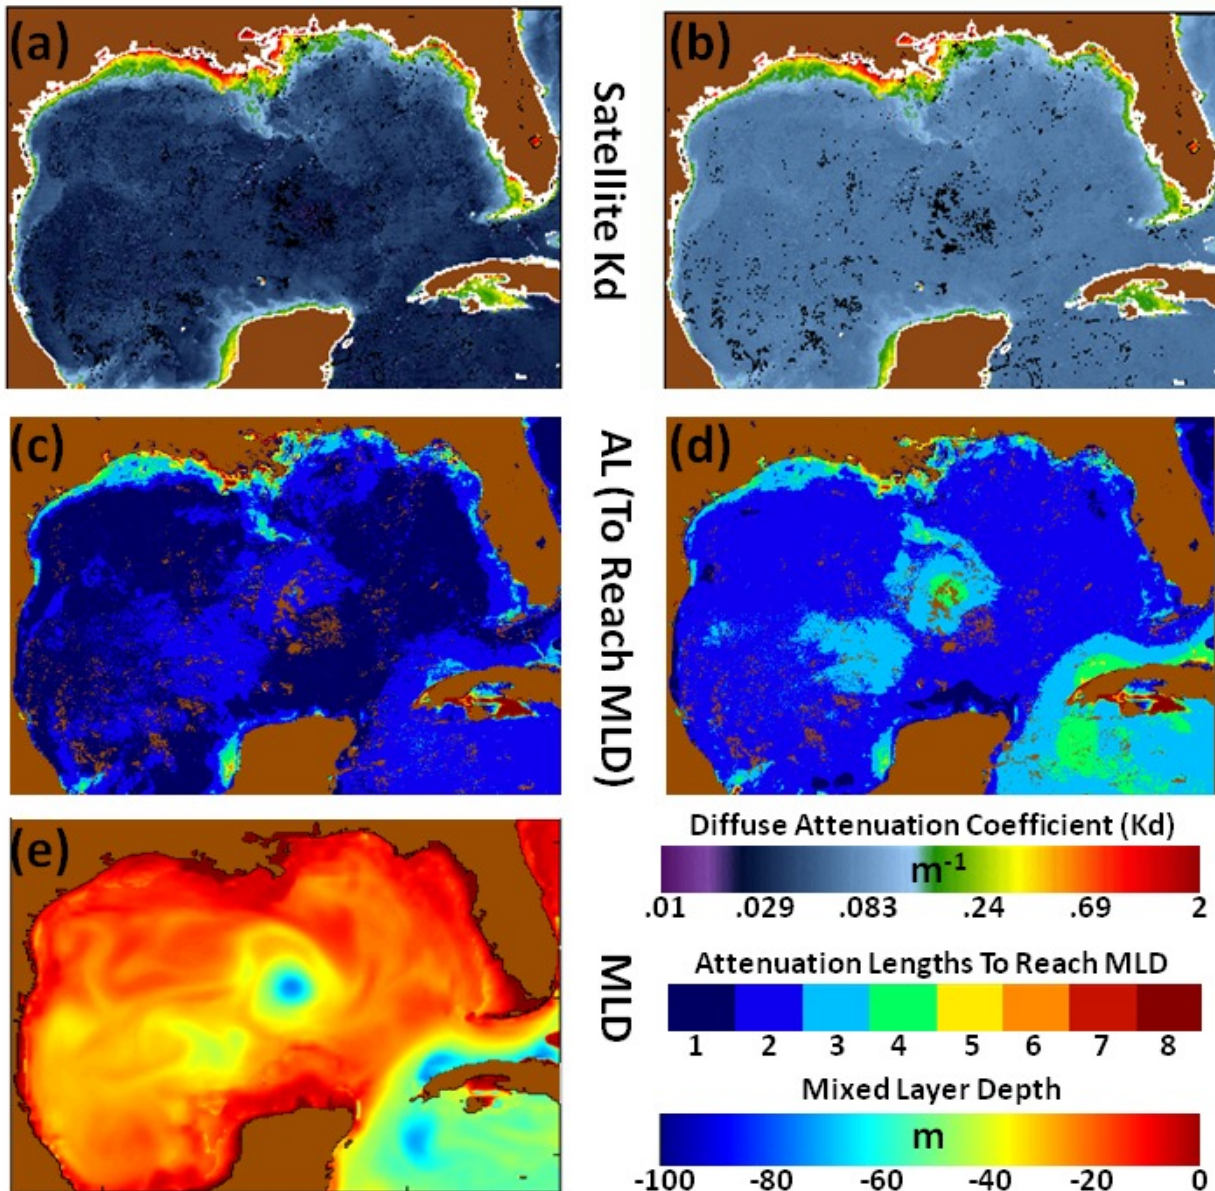 (a)
(b)
Satellite Kd
(c)
(d)
AL (To Reach MLD)
(e)
MLD
Diffuse Attenuation Coefficient (Kd)
m⁻¹
.01 .029 .083 .24 .69 2
Attenuation Lengths To Reach MLD
1 2 3 4 5 6 7 8
Mixed Layer Depth
m
-100 -80 -60 -40 -20 0